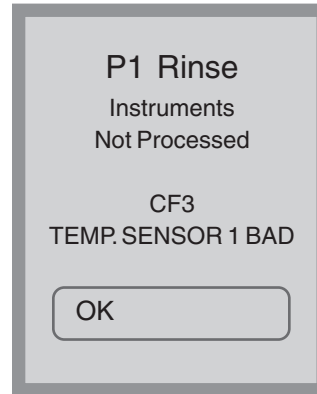 P1 Rinse
Instruments
Not Processed
CF3
TEMP. SENSOR 1 BAD
OK